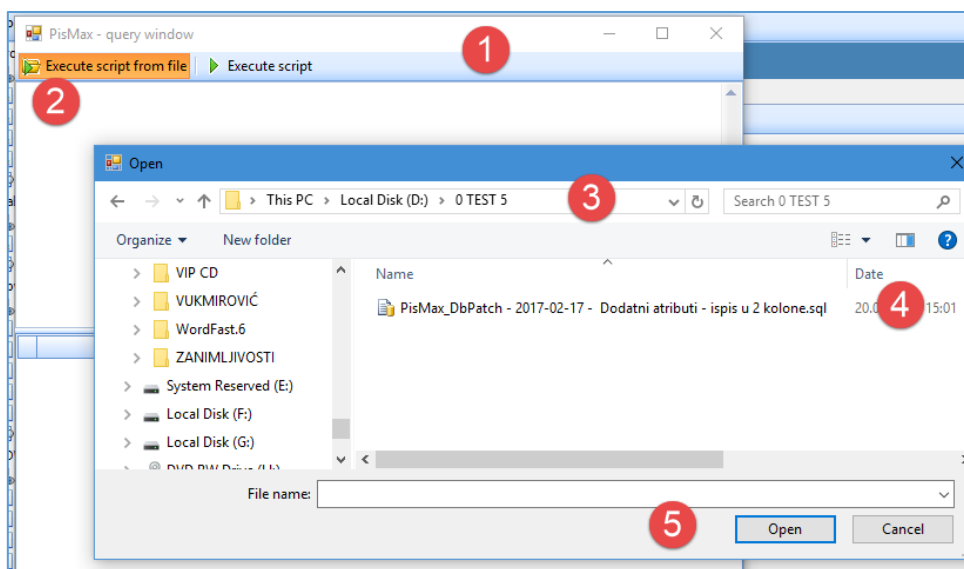 PisMax - query window
1
Execute script from file Execute script
2
Open
This PC > Local Disk (D:) > 0 TEST 5 3 Search 0 TEST 5
Organize New folder
VIP CD
VUKMIROVIĆ
WordFast.6
ZANIMLJIVOSTI
System Reserved (E:)
Local Disk (F:)
Local Disk (G:)
Name Date
PisMax_DbPatch - 2017-02-17 - Dodatni atributi - ispis u 2 kolone.sql 4 15:01
File name:
5
Open Cancel